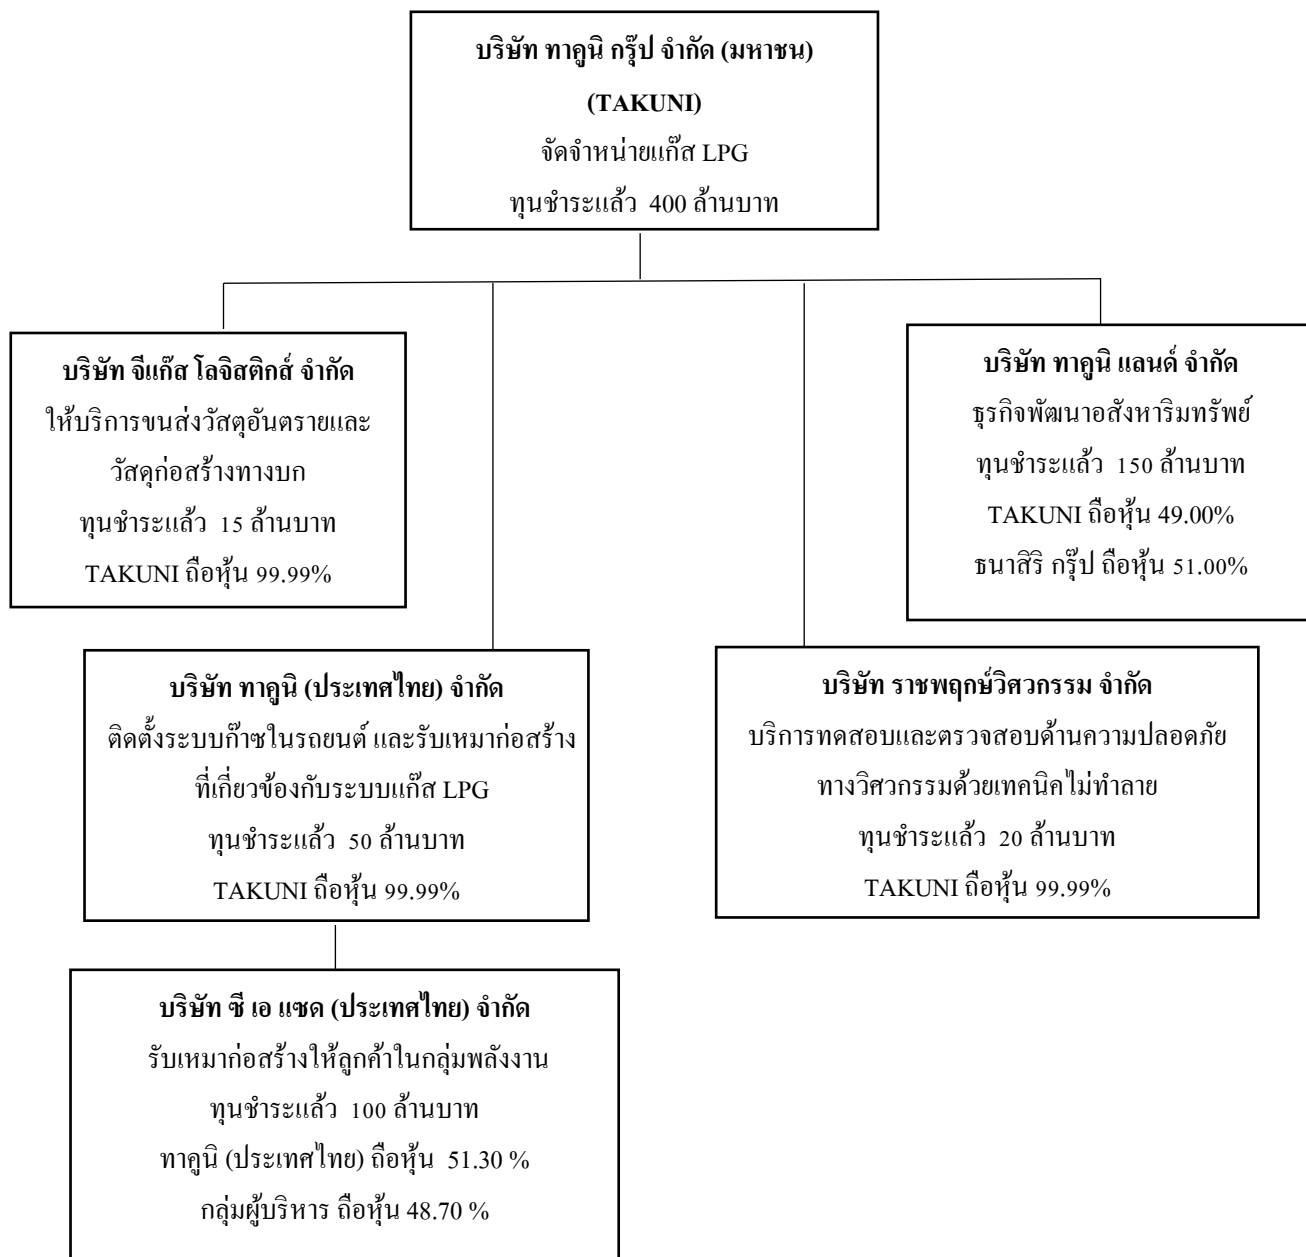 บริษัท ทาคูนิ กรุ๊ป จำกัด (มหาชน)
(TAKUNI)
จัดจำหน่ายแก๊ส LPG
ทุนชำระแล้ว 400 ล้านบาท
บริษัท จีแก๊ส โลจิสติกส์ จำกัด
ให้บริการขนส่งวัสตุอันตรายและ
วัสดุก่อสร้างทางบก
ทุนชำระแล้ว 15 ล้านบาท
TAKUNI ถือหุ้น 99.99%
บริษัท ทาคูนิ แลนด์ จำกัด
ธุรกิจพัฒนาอสังหาริมทรัพย์
ทุนชำระแล้ว 150 ล้านบาท
TAKUNI ถือหุ้น 49.00%
ธนาสิริ กรุ๊ป ถือหุ้น 51.00%
บริษัท ทาคูนิ (ประเทศไทย) จำกัด
ติดตั้งระบบก๊าซในรถยนต์ และรับเหมาก่อสร้าง
ที่เกี่ยวข้องกับระบบแก๊ส LPG
ทุนชำระแล้ว 50 ล้านบาท
TAKUNI ถือหุ้น 99.99%
บริษัท ราชพฤกษ์วิศวกรรม จำกัด
บริการทดสอบและตรวจสอบด้านความปลอดภัย
ทางวิศวกรรมด้วยเทคนิคไม่ทำลาย
ทุนชำระแล้ว 20 ล้านบาท
TAKUNI ถือหุ้น 99.99%
บริษัท ซี เอ แซด (ประเทศไทย) จำกัด
รับเหมาก่อสร้างให้ลูกค้าในกลุ่มพลังงาน
ทุนชำระแล้ว 100 ล้านบาท
ทาคูนิ (ประเทศไทย) ถือหุ้น 51.30 %
กลุ่มผู้บริหาร ถือหุ้น 48.70 %